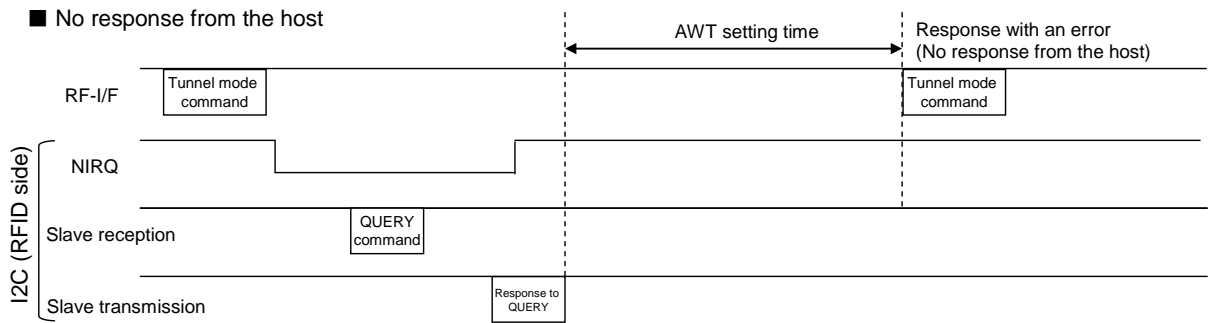 ■ No response from the host
AWT setting time
Response with an error
(No response from the host)
RF-I/F
Tunnel mode
command
Tunnel mode
command
I2C (RFID side)
NIRQ
Slave reception
QUERY
command
Slave transmission
Response to
QUERY